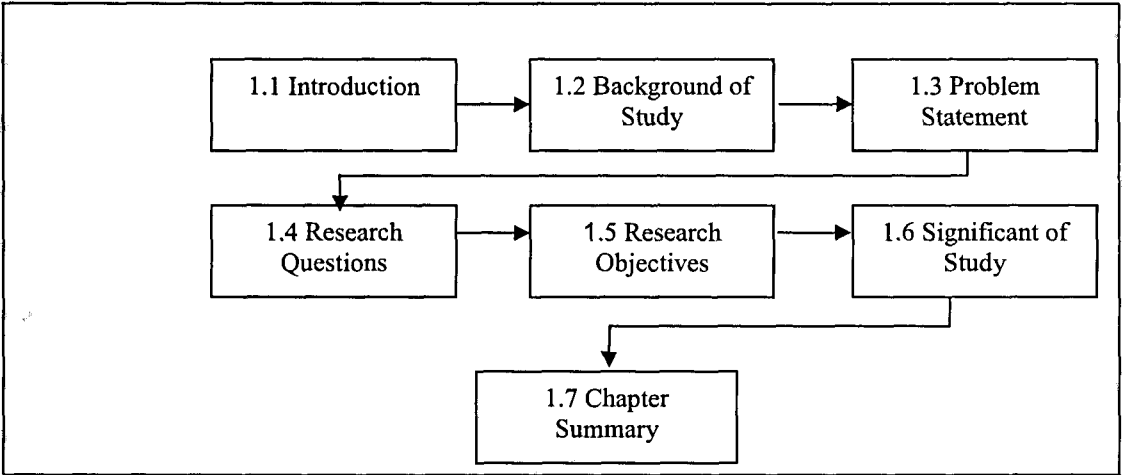 1.1 Introduction
1.2 Background of
Study
1.3 Problem
Statement
1.4 Research
Questions
1.5 Research
Objectives
1.6 Significant of
Study
1.7 Chapter
Summary